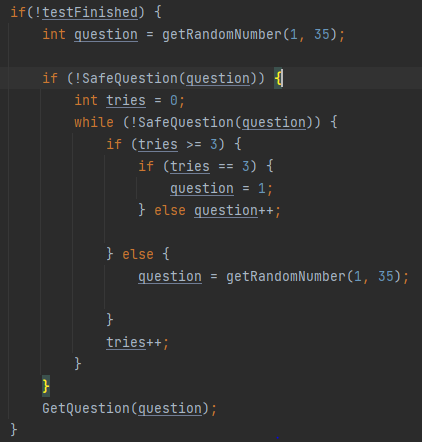 if(!testFinished) {
int question = getRandomNumber(1, 35);
if (!SafeQuestion(question)) {
int tries = 0;
while (!SafeQuestion(question)) {
if (tries >= 3) {
if (tries == 3) {
question = 1;
} else question++;
} else {
question = getRandomNumber(1, 35);
}
tries++;
}
}
GetQuestion(question);
}